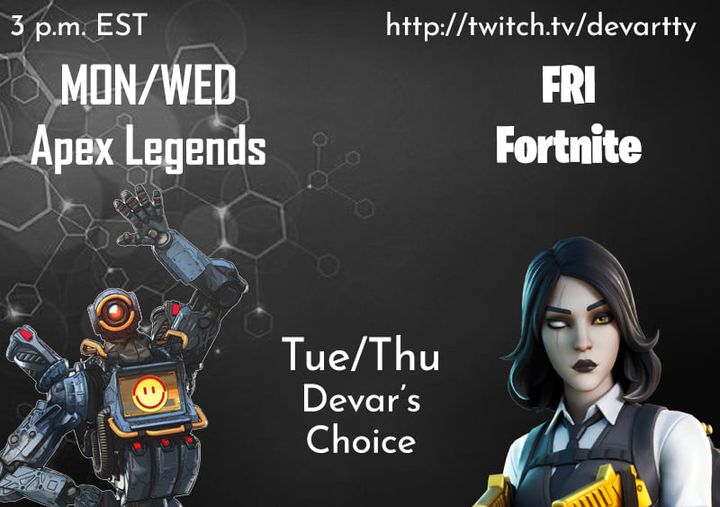 3 p.m. EST
http://twitch.tv/devartty
MON/WED
Apex Legends
FRI
Fortnite
Tue/Thu
Devar's
Choice